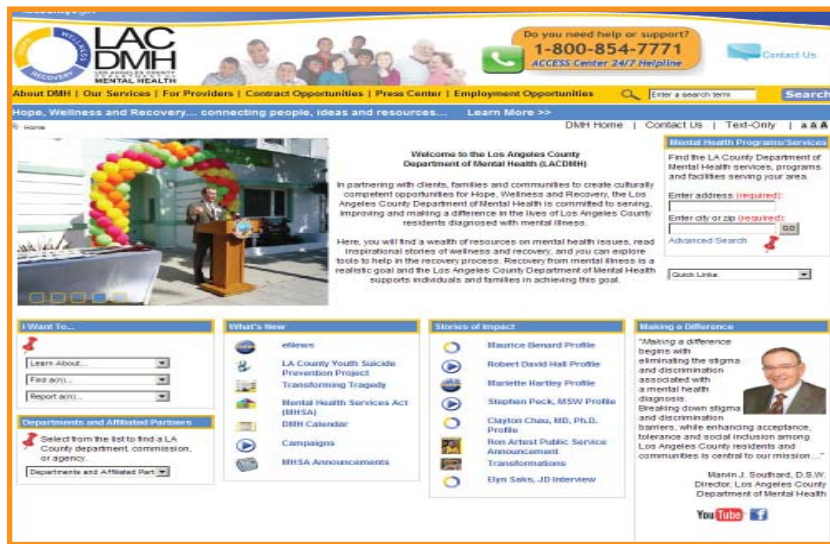 HOPE
WELLNESS
RECOVERY
LAC
DMH
LOS ANGELES COUNTY
DEPARTMENT OF
MENTAL HEALTH
Do you need help or support?
1-800-854-7771
ACCESS Center 24/7 Helpline
Contact Us
About DMH | Our Services | For Providers | Contract Opportunities | Press Center | Employment Opportunities
Enter a search term
Search
Hope, Wellness and Recovery... connecting people, ideas and resources... Learn More >>
Home
DMH Home | Contact Us | Text-Only | a A A
Welcome to the Los Angeles County
Department of Mental Health (LACDMH)
In partnering with clients, families and communities to create culturally
competent opportunities for Hope, Wellness and Recovery, the Los
Angeles County Department of Mental Health is committed to serving,
improving and making a difference in the lives of Los Angeles County
residents diagnosed with mental illness.
Here, you will find a wealth of resources on mental health issues, read
inspirational stories of wellness and recovery, and you can explore
tools to help in the recovery process. Recovery from mental illness is a
realistic goal and the Los Angeles County Department of Mental Health
supports individuals and families in achieving this goal.
Mental Health Programs/Services
Find the LA County Department of
Mental Health services, programs
and facilities serving your area.
Enter address (required):
Enter city or zip (required):
GO
Advanced Search
Quick Links
I Want To...
Learn About...
Find a(n)...
Report a(n)...
Departments and Affiliated Partners
Select from the list to find a LA
County department, commission,
or agency.
Departments and Affiliated Part
What's New
eNews
LA County Youth Suicide
Prevention Project
Transforming Tragedy
Mental Health Services Act
(MHSA)
DMH Calendar
Campaigns
MHSA Announcements
Stories of Impact
Maurice Benard Profile
Robert David Hall Profile
Mariette Hartley Profile
Stephen Peck, MSW Profile
Clayton Chau, MD, Ph.D.
Profile
Ron Artest Public Service
Announcement
Transformations
Elyn Saks, JD Interview
Making a Difference
"Making a difference
begins with
eliminating the stigma
and discrimination
associated with
a mental health
diagnosis.
Breaking down stigma
and discrimination
barriers, while enhancing acceptance,
tolerance and social inclusion among
Los Angeles County residents and
communities is central to our mission...."
Marvin J. Southard, D.S.W.
Director, Los Angeles County
Department of Mental Health
YouTube
f